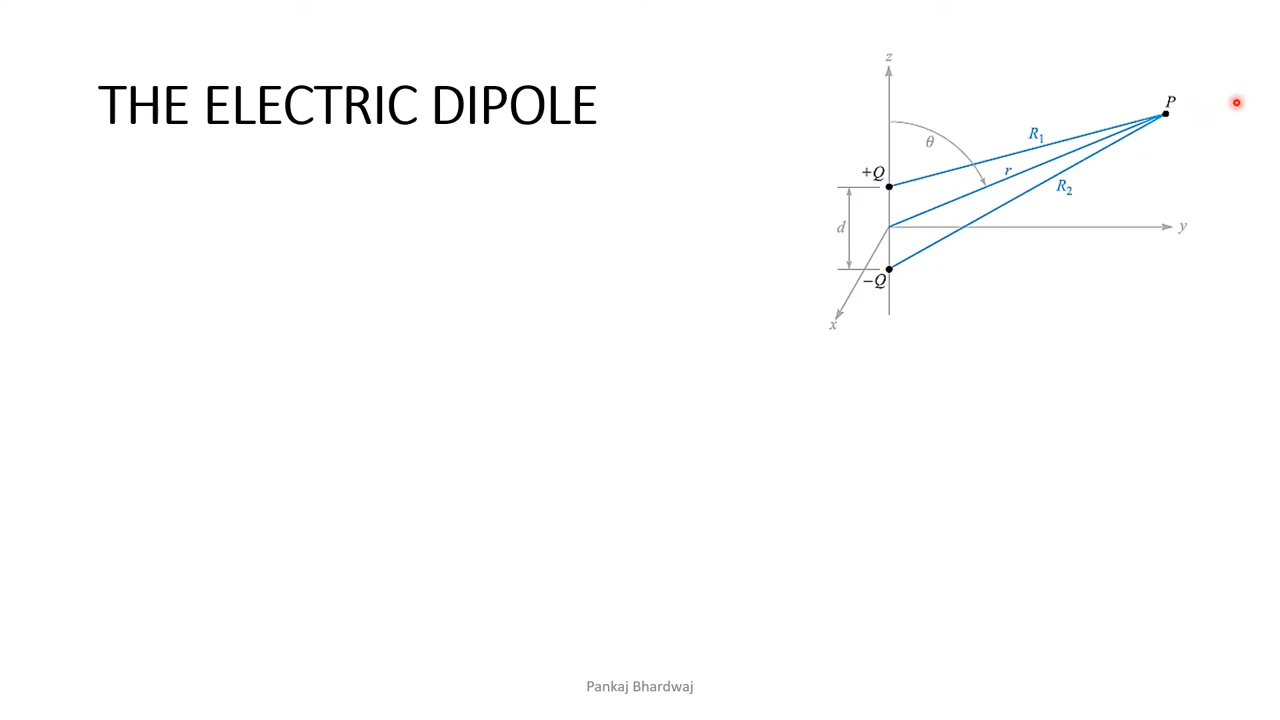 THE ELECTRIC DIPOLE
z
P
R1
θ
+Q
r
R2
d
y
−Q
x
Pankaj Bhardwaj